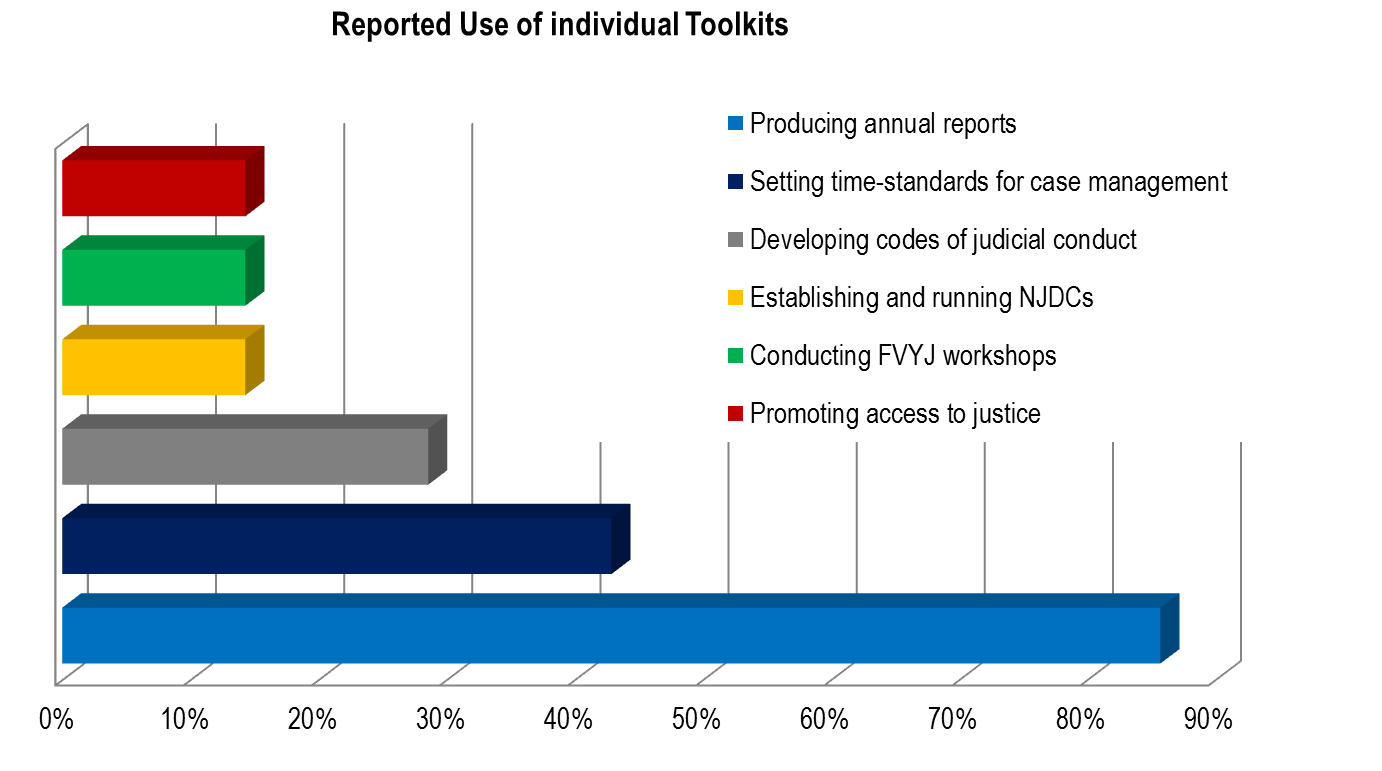 Reported Use of individual Toolkits
Producing annual reports
Setting time-standards for case management
Developing codes of judicial conduct
Establishing and running NJDCs
Conducting FVYJ workshops
Promoting access to justice
0% 10% 20% 30% 40% 50% 60% 70% 80% 90%